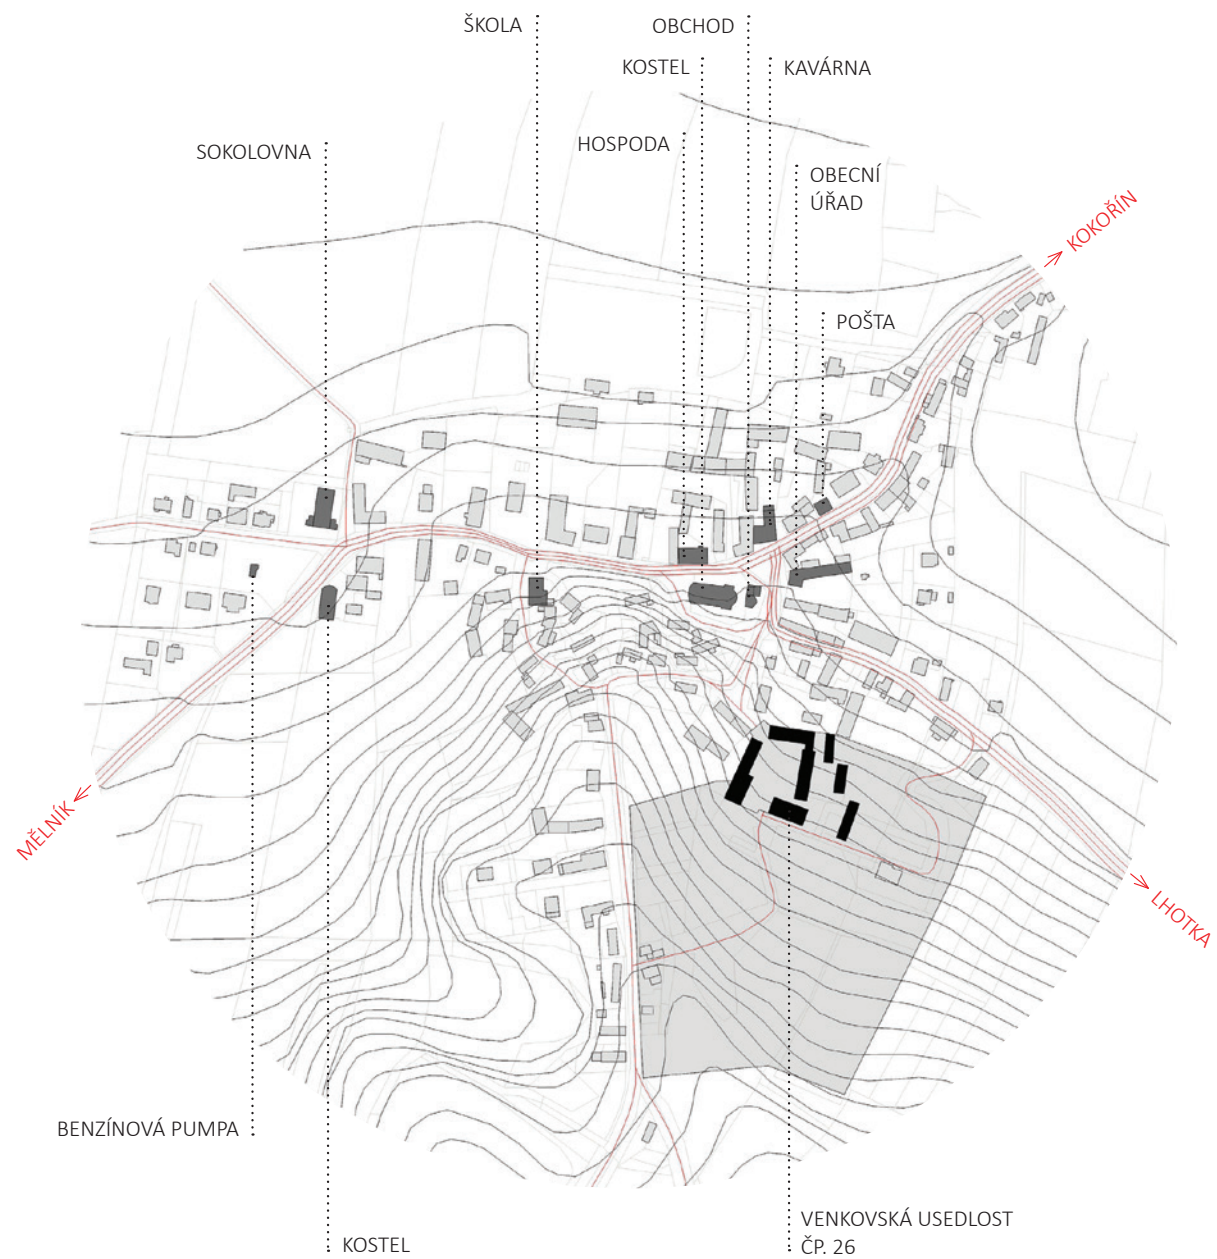 ŠKOLA
OBCHOD
KOSTEL
KAVÁRNA
HOSPODA
SOKOLOVNA
OBECNÍ
ÚŘAD
KOKOŘÍN
POŠTA
MĚLNÍK
LHOTKA
BENZÍNOVÁ PUMPA
VENKOVSKÁ USEDLOST
ČP. 26
KOSTEL